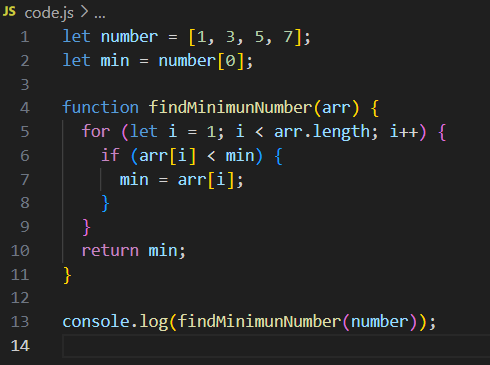 JS code.js > ...
1 let number = [1, 3, 5, 7];
2 let min = number[0];
3
4 function findMinimunNumber(arr) {
5   for (let i = 1; i < arr.length; i++) {
6     if (arr[i] < min) {
7       min = arr[i];
8     }
9   }
10   return min;
11 }
12
13 console.log(findMinimunNumber(number));
14